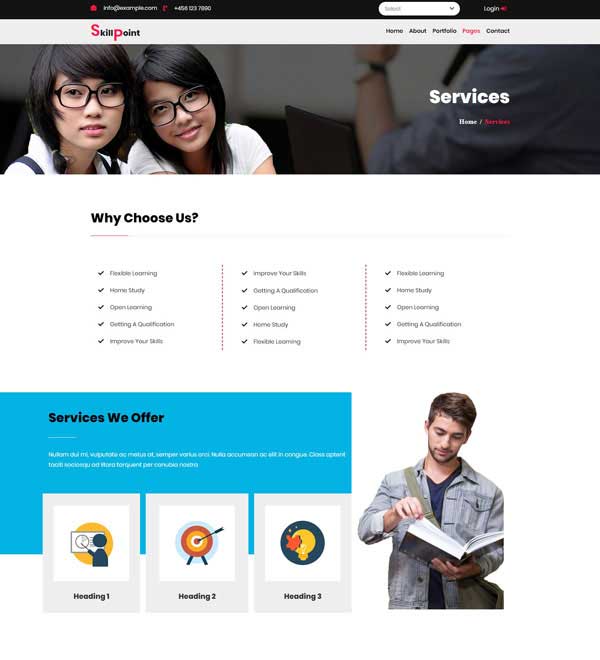 info@example.com +456 123 7890 Select Login
SkillPoint Home About Portfolio Pages Contact
Services
Home / Services
Why Choose Us?
Flexible Learning Improve Your Skills Flexible Learning
Home Study Getting A Qualification Home Study
Open Learning Open Learning Open Learning
Getting A Qualification Home Study Getting A Qualification
Improve Your Skills Flexible Learning Improve Your Skills
Services We Offer
Nullam dui mi, vulputate ac metus at, semper varius orci. Nulla accumsan ac elit in congue. Class aptent
taciti sociosqu ad litora torquent per conubia nostra.
Heading 1 Heading 2 Heading 3